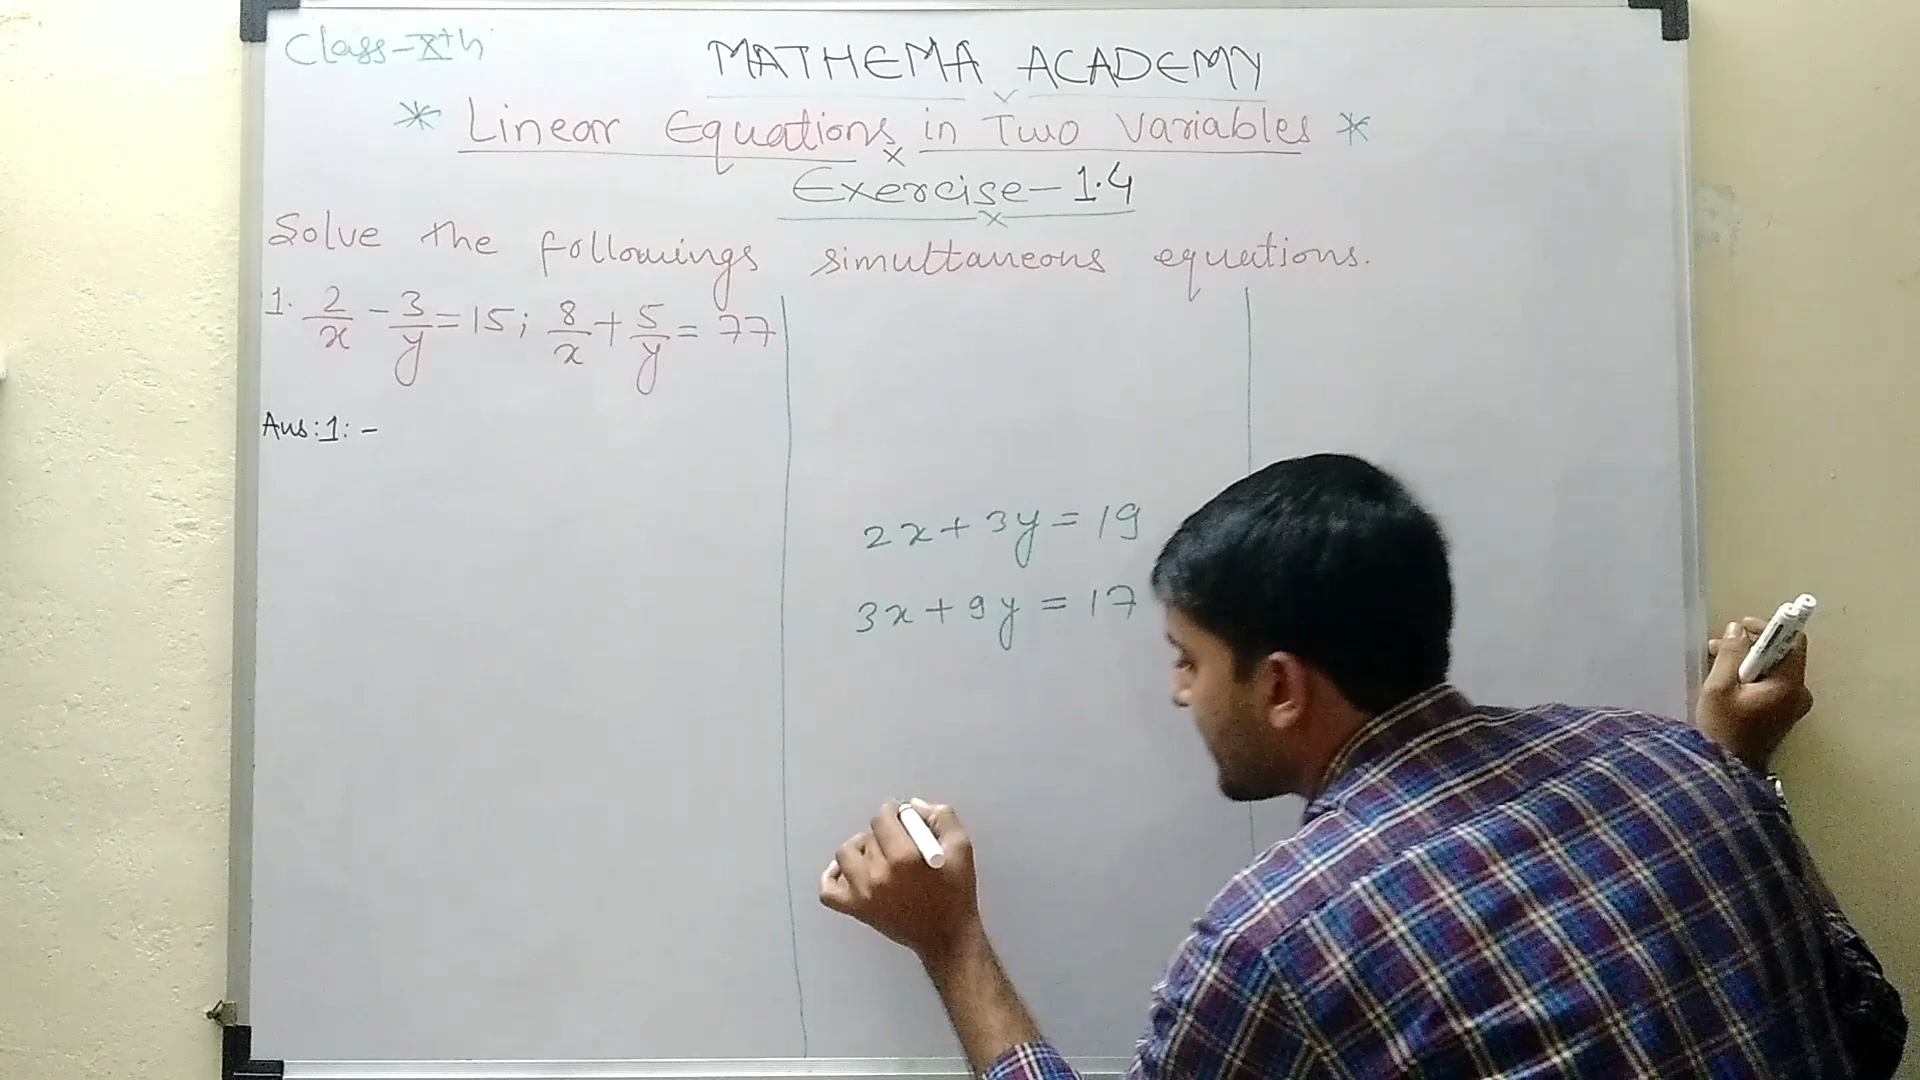 Class-Xth
MATHEMA ACADEMY
* Linear Equations in Two Variables *
Exercise-1.4
Solve the followings simultaneous equations.
1. 2/x - 3/y = 15; 8/x + 5/y = 77
Ans:1:-
2x + 3y = 19
3x + 9y = 17